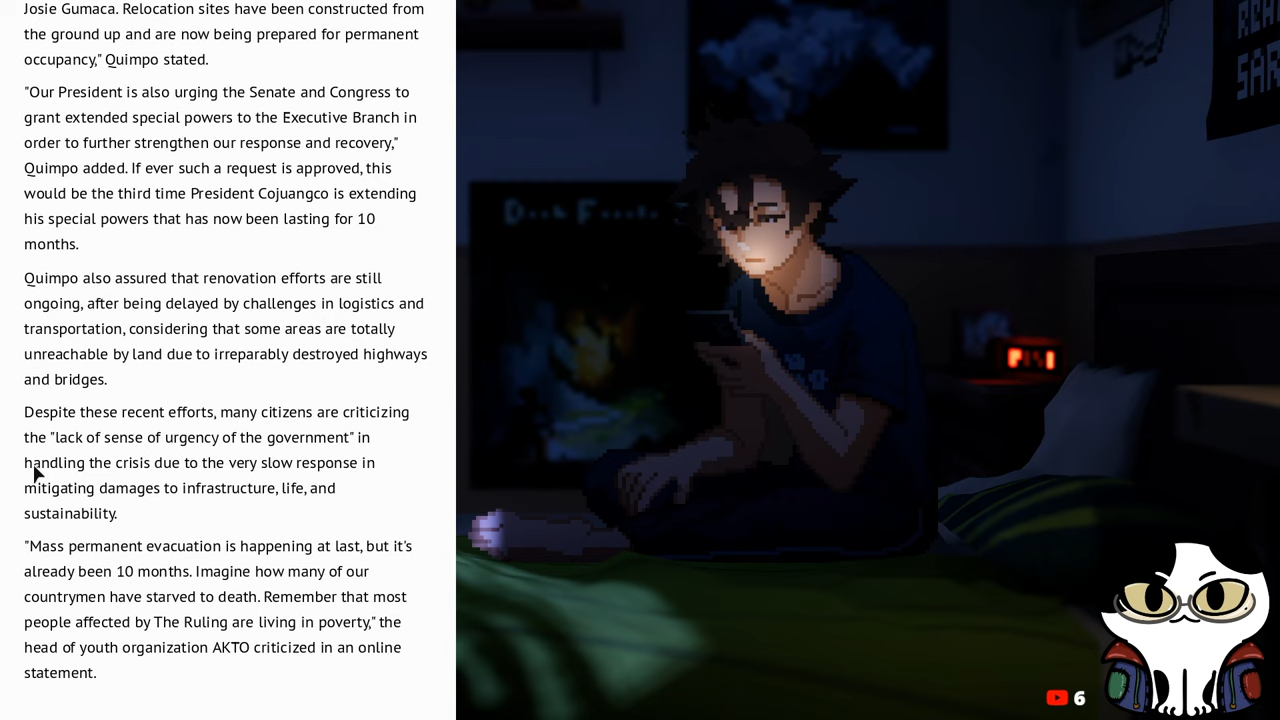 Josie Gumaca. Relocation sites have been constructed from
the ground up and are now being prepared for permanent
occupancy," Quimpo stated.
"Our President is also urging the Senate and Congress to
grant extended special powers to the Executive Branch in
order to further strengthen our response and recovery,"
Quimpo added. If ever such a request is approved, this
would be the third time President Cojuangco is extending
his special powers that has now been lasting for 10
months.
Quimpo also assured that renovation efforts are still
ongoing, after being delayed by challenges in logistics and
transportation, considering that some areas are totally
unreachable by land due to irreparably destroyed highways
and bridges.
Despite these recent efforts, many citizens are criticizing
the "lack of sense of urgency of the government" in
handling the crisis due to the very slow response in
mitigating damages to infrastructure, life, and
sustainability.
"Mass permanent evacuation is happening at last, but it's
already been 10 months. Imagine how many of our
countrymen have starved to death. Remember that most
people affected by The Ruling are living in poverty," the
head of youth organization AKTO criticized in an online
statement.
6